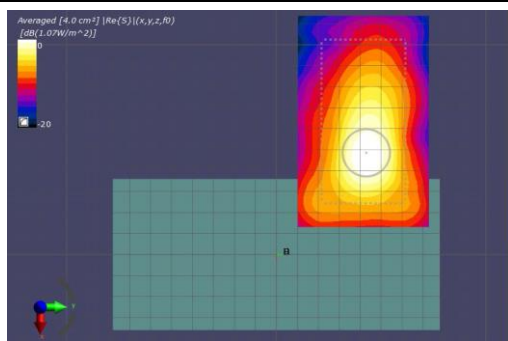 Averaged [4.0 cm²] |Re{S}|(x,y,z,f0)
[dB(1.07W/m^2)]
0
-20
B
Y